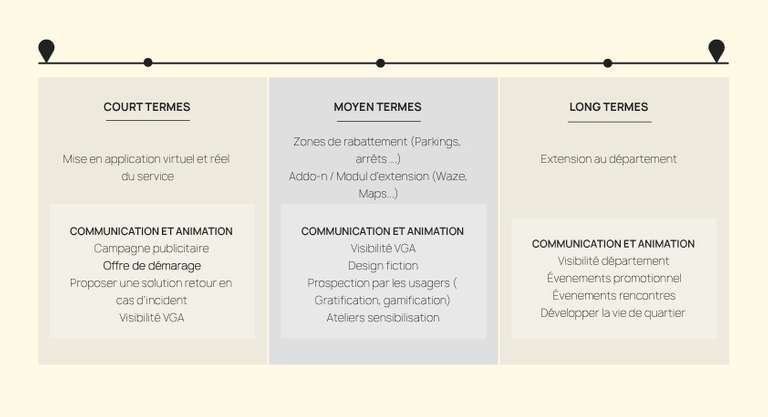 COURT TERMES
Mise en application virtuel et réel
du service
COMMUNICATION ET ANIMATION
Campagne publicitaire
Offre de démarage
Proposer une solution retour en
cas d'incident
Visibilité VGA
MOYEN TERMES
Zones de rabattement (Parkings,
arrêts ...)
Addo-n / Modul d'extension (Waze,
Maps...)
COMMUNICATION ET ANIMATION
Visibilité VGA
Design fiction
Prospection par les usagers (
Gratification, gamification)
Ateliers sensibilisation
LONG TERMES
Extension au département
COMMUNICATION ET ANIMATION
Visibilité département
Évenements promotionnel
Évenements rencontres
Développer la vie de quartier